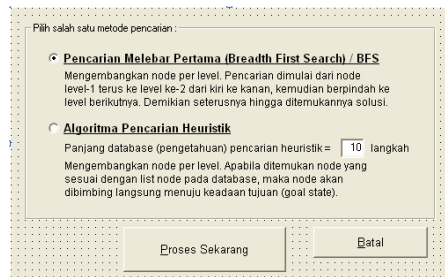 Pilih salah satu metode pencarian :
Pencarian Melebar Pertama (Breadth First Search) / BFS
Mengembangkan node per level. Pencarian dimulai dari node
level-1 terus ke level ke-2 dari kiri ke kanan, kemudian berpindah ke
level berikutnya. Demikian seterusnya hingga ditemukannya solusi.
Algoritma Pencarian Heuristik
Panjang database (pengetahuan) pencarian heuristik = 10 langkah
Mengembangkan node per level. Apabila ditemukan node yang
sesuai dengan list node pada database, maka node akan
dibimbing langsung menuju keadaan tujuan (goal state).
Proses Sekarang
Batal